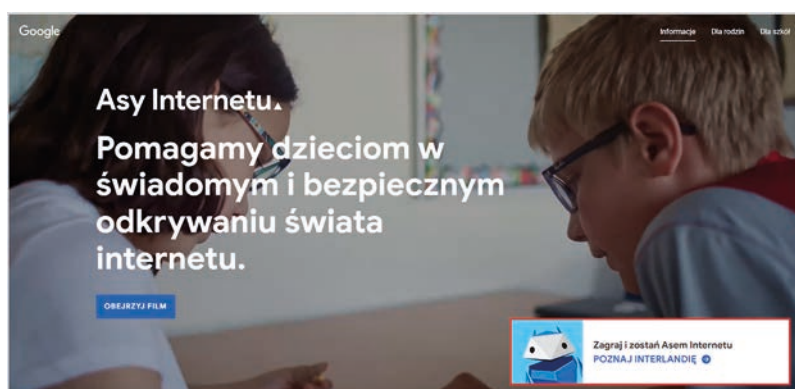 Google
Informacje Dla rodzin Dla szkół
Asy Internetu
Pomagamy dzieciom w
świadomym i bezpiecznym
odkrywaniu świata
internetu.
OBEJRZYJ FILM
Zagraj i zostań Asem Internetu
POZNAJ INTERLANDIĘ